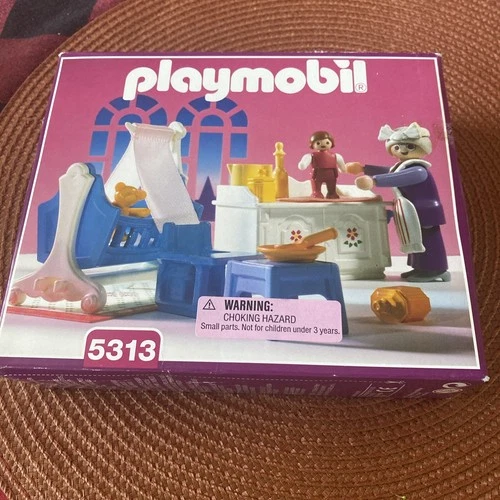 playmobil®
⚠ WARNING:
CHOKING HAZARD
Small parts. Not for children under 3 years.
5313